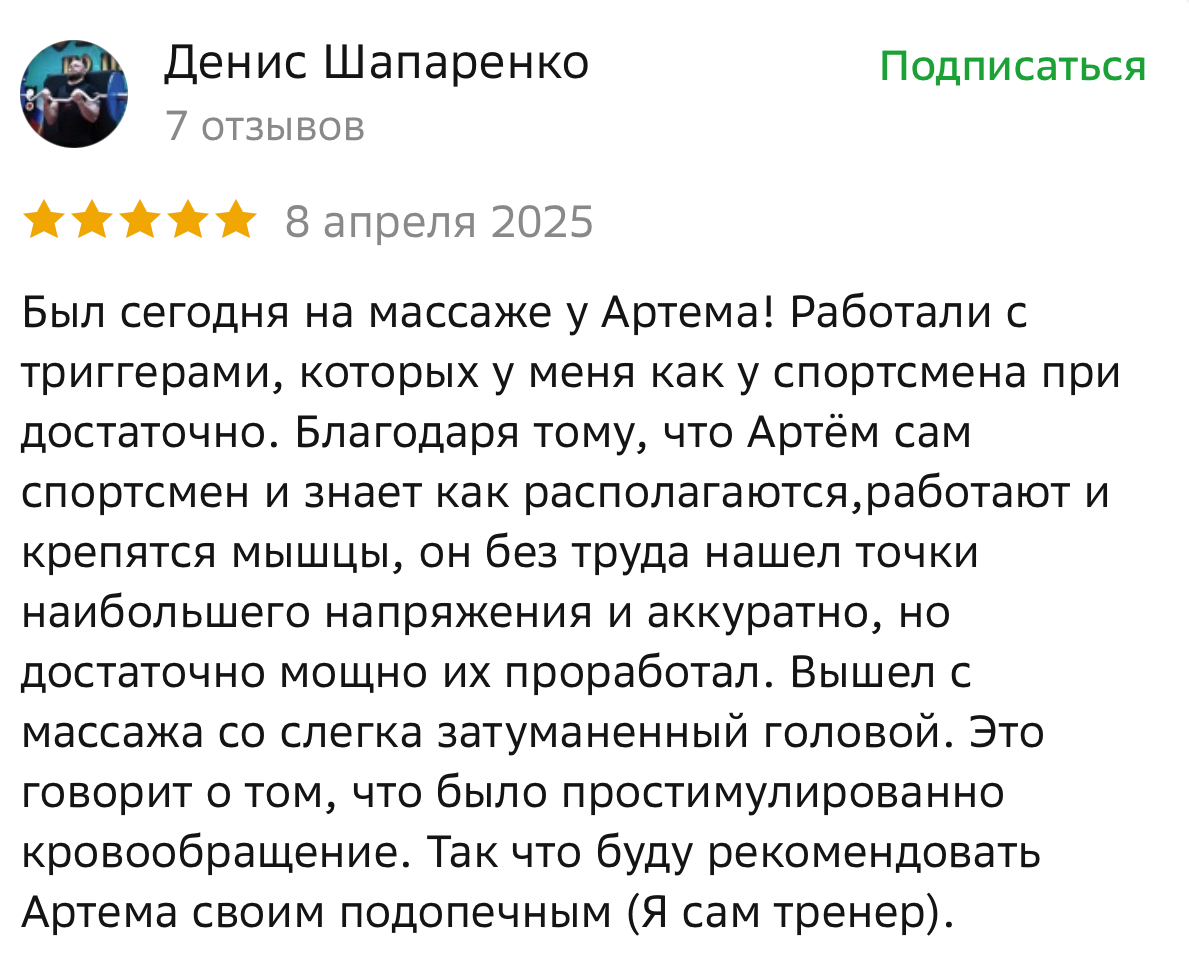 Денис Шапаренко
Подписаться
7 отзывов
8 апреля 2025
Был сегодня на массаже у Артема! Работали с
триггерами, которых у меня как у спортсмена при
достаточно. Благодаря тому, что Артём сам
спортсмен и знает как располагаются,работают и
крепятся мышцы, он без труда нашел точки
наибольшего напряжения и аккуратно, но
достаточно мощно их проработал. Вышел с
массажа со слегка затуманенный головой. Это
говорит о том, что было простимулированно
кровообращение. Так что буду рекомендовать
Артема своим подопечным (Я сам тренер).